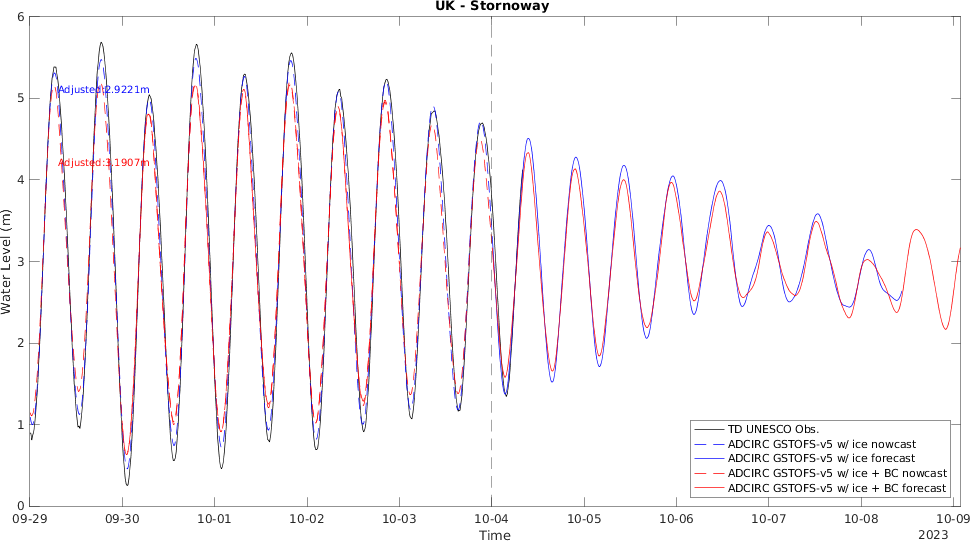 UK - Stornoway
6
5
4
3
2
1
0
Water Level (m)
Adjusted:2.9221m
Adjusted:3.1907m
TD UNESCO Obs.
ADCIRC GSTOFS-v5 w/ ice nowcast
ADCIRC GSTOFS-v5 w/ ice forecast
ADCIRC GSTOFS-v5 w/ ice + BC nowcast
ADCIRC GSTOFS-v5 w/ ice + BC forecast
09-29 09-30 10-01 10-02 10-03 10-04 10-05 10-06 10-07 10-08 10-09
Time
2023